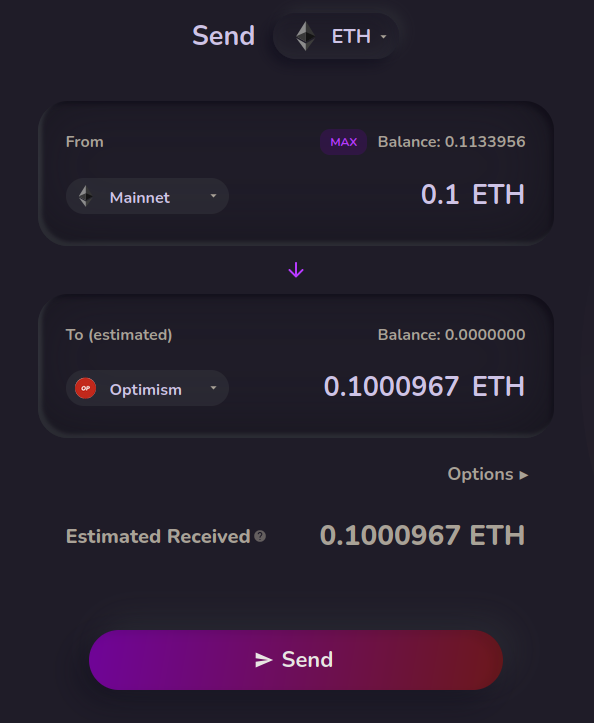 Send ETH
From MAX Balance: 0.1133956
Mainnet 0.1 ETH
To (estimated) Balance: 0.0000000
OP Optimism 0.1000967 ETH
Options ▸
Estimated Received ? 0.1000967 ETH
Send